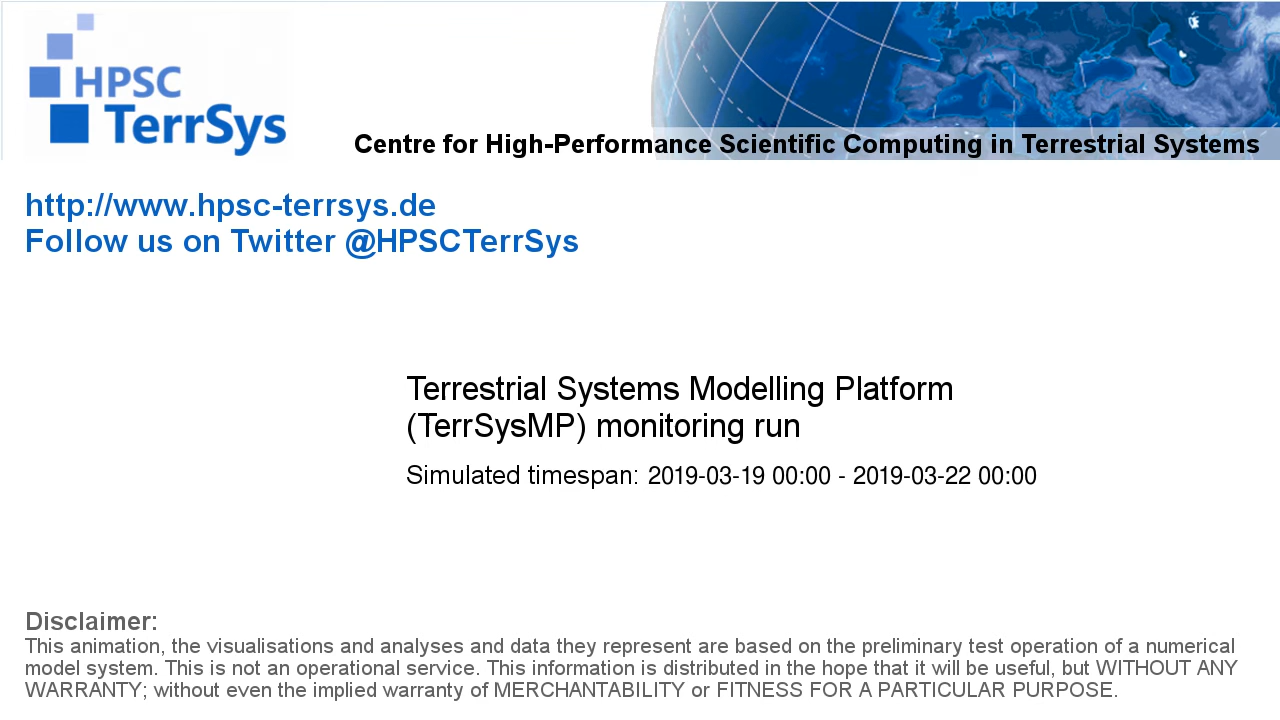 HPSC
TerrSys
Centre for High-Performance Scientific Computing in Terrestrial Systems
http://www.hpsc-terrsys.de
Follow us on Twitter @HPSCTerrSys
Terrestrial Systems Modelling Platform
(TerrSysMP) monitoring run
Simulated timespan: 2019-03-19 00:00 - 2019-03-22 00:00
Disclaimer:
This animation, the visualisations and analyses and data they represent are based on the preliminary test operation of a numerical
model system. This is not an operational service. This information is distributed in the hope that it will be useful, but WITHOUT ANY
WARRANTY; without even the implied warranty of MERCHANTABILITY or FITNESS FOR A PARTICULAR PURPOSE.